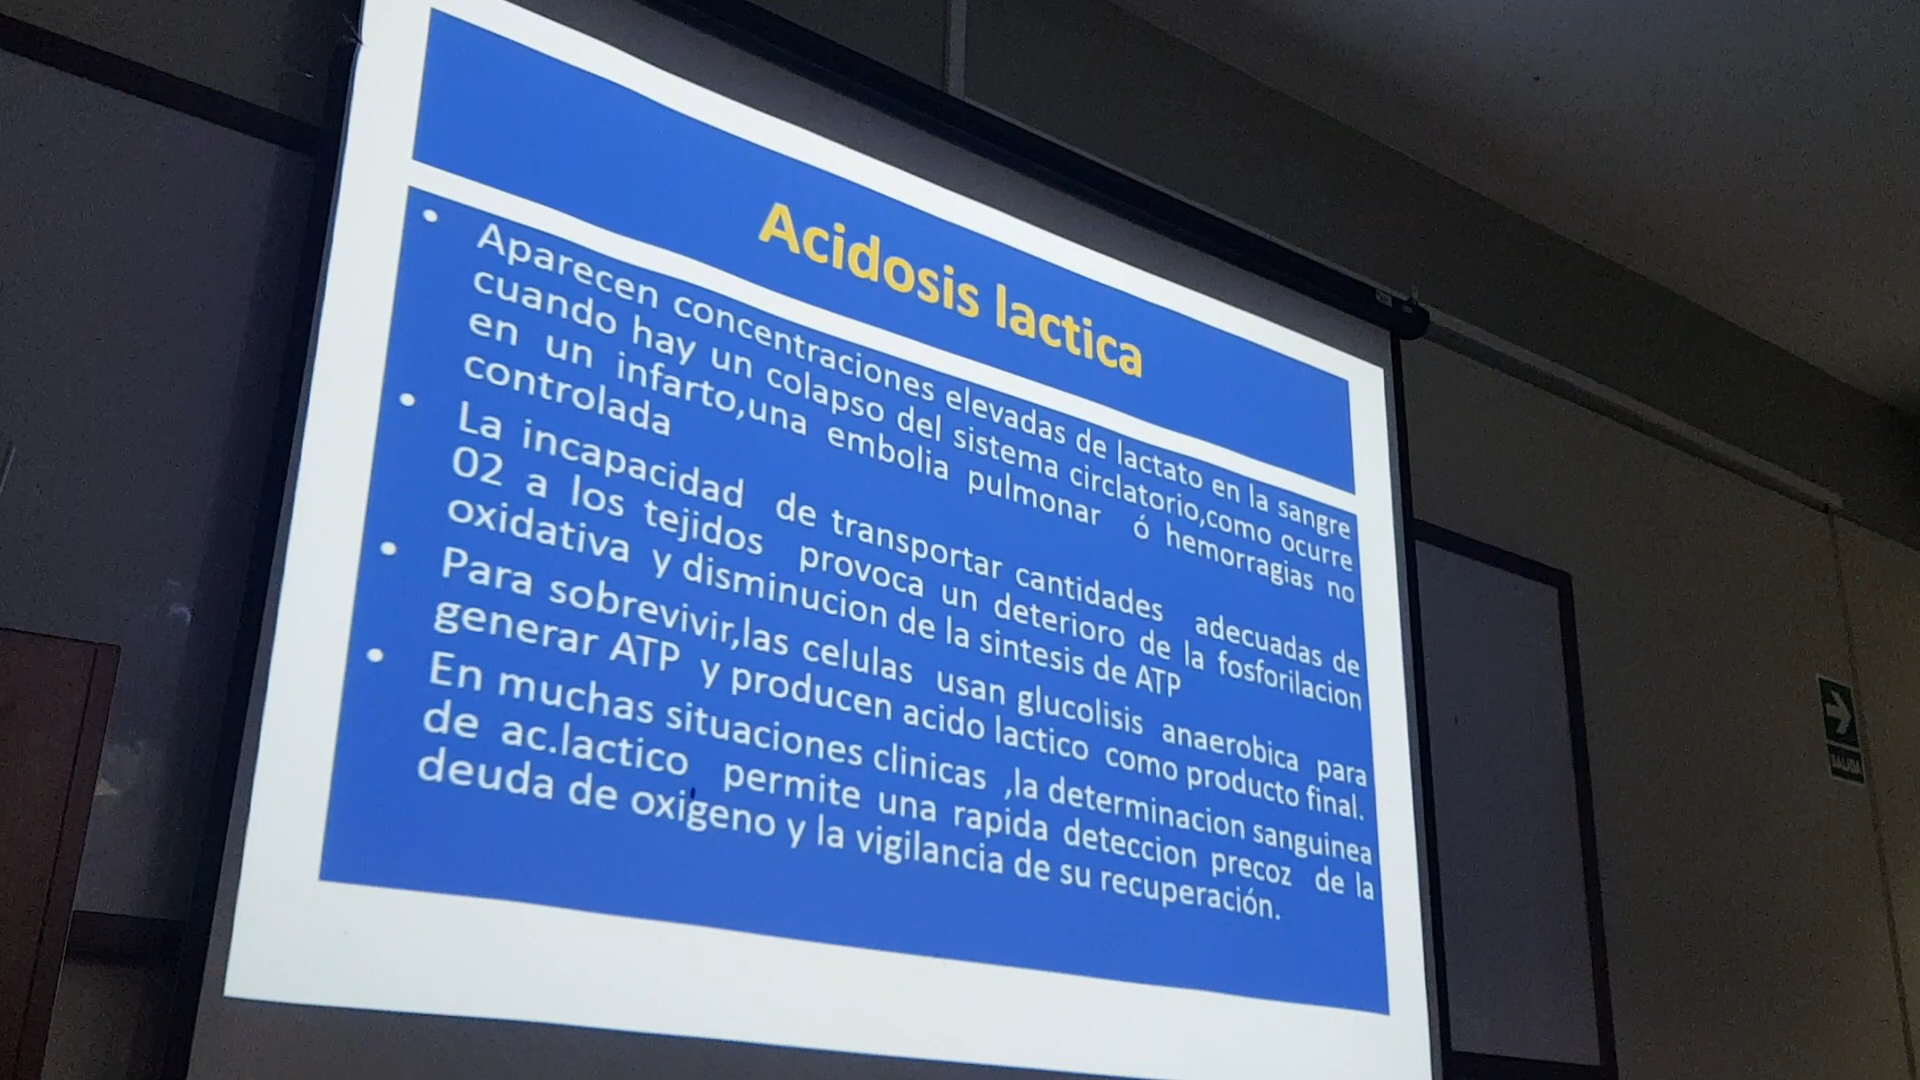 Acidosis lactica
• Aparecen concentraciones elevadas de lactato en la sangre
cuando hay un colapso del sistema circlatorio,como ocurre
en un infarto,una embolia pulmonar ó hemorragias no
controlada
• La incapacidad de transportar cantidades adecuadas de
02 a los tejidos provoca un deterioro de la fosforilacion
oxidativa y disminucion de la sintesis de ATP
• Para sobrevivir,las celulas usan glucolisis anaerobica para
generar ATP y producen acido lactico como producto final.
• En muchas situaciones clinicas ,la determinacion sanguinea
de ac.lactico permite una rapida deteccion precoz de la
deuda de oxigeno y la vigilancia de su recuperación.
SALIDA